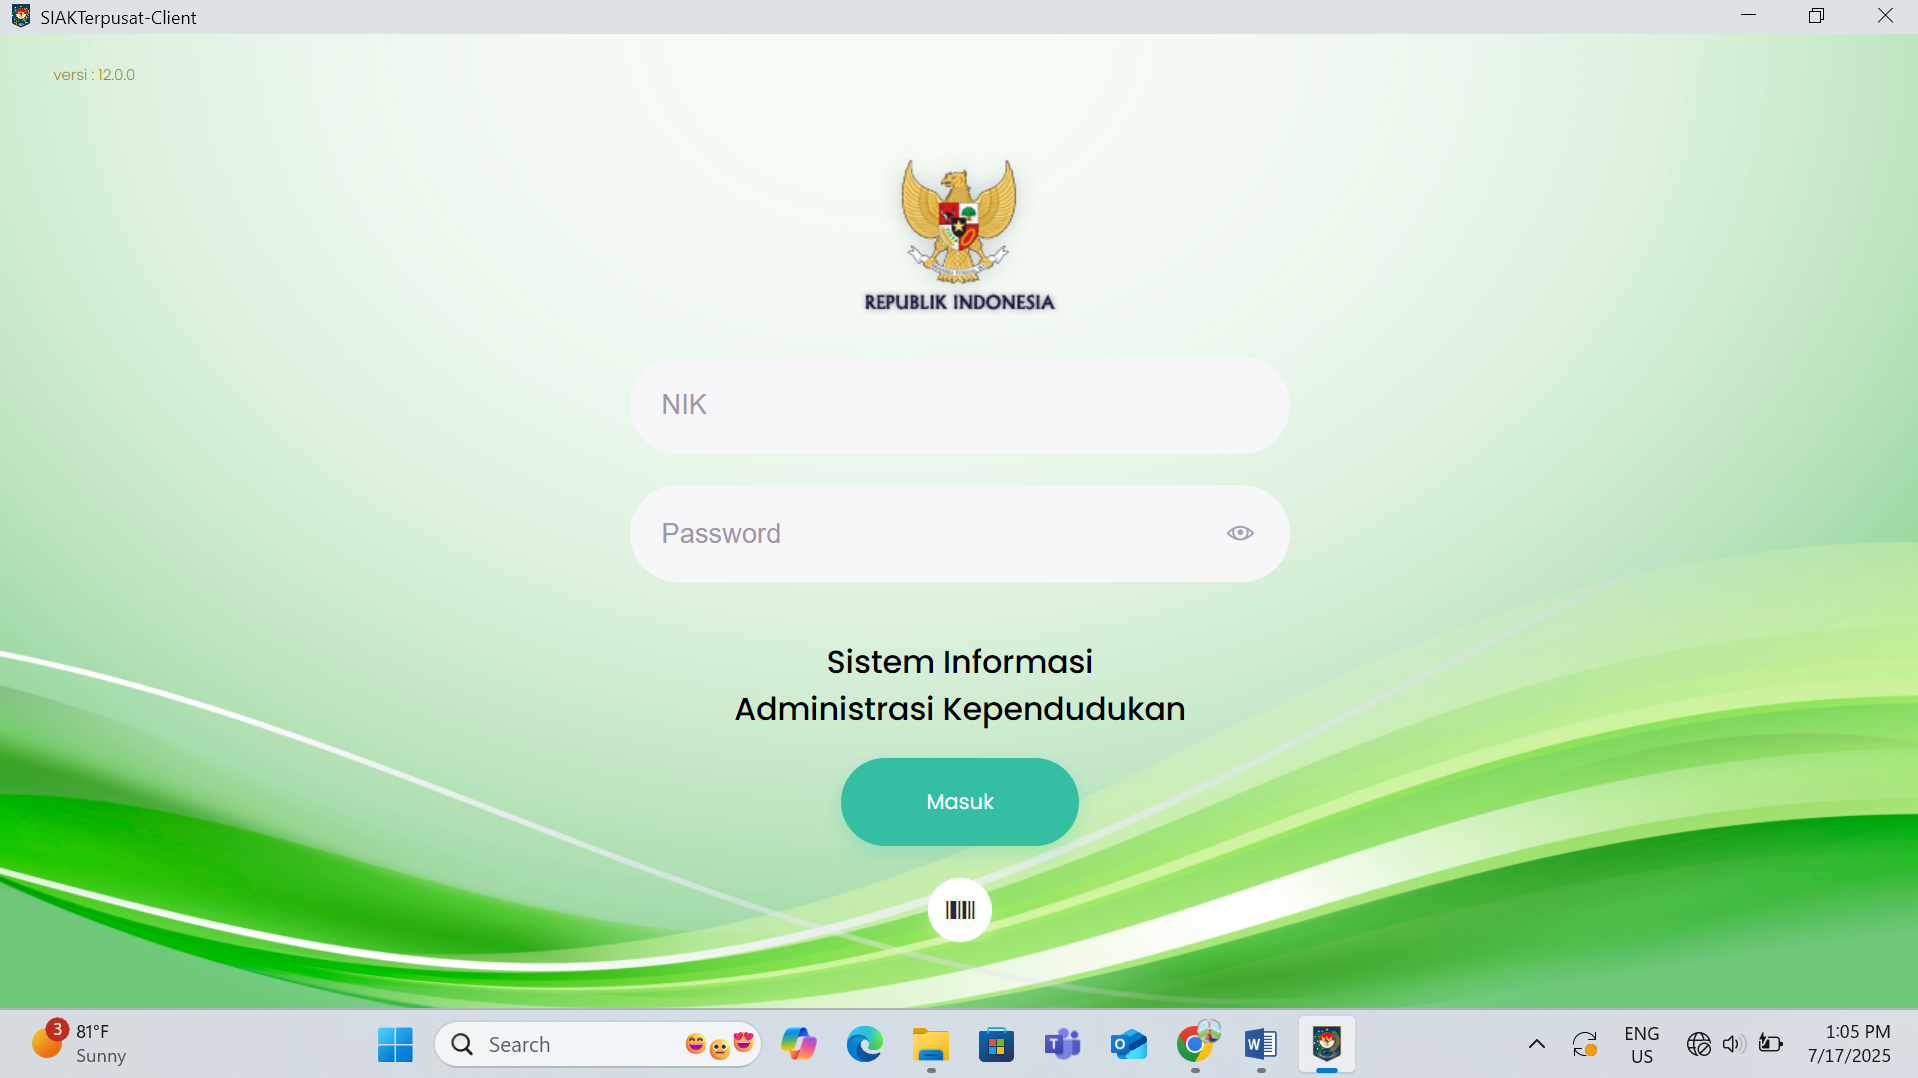 SIAKTerpusat-Client
versi : 12.0.0
REPUBLIK INDONESIA
NIK
Password
Sistem Informasi
Administrasi Kependudukan
Masuk
3
81°F
Sunny
Search
ENG
US
1:05 PM
7/17/2025